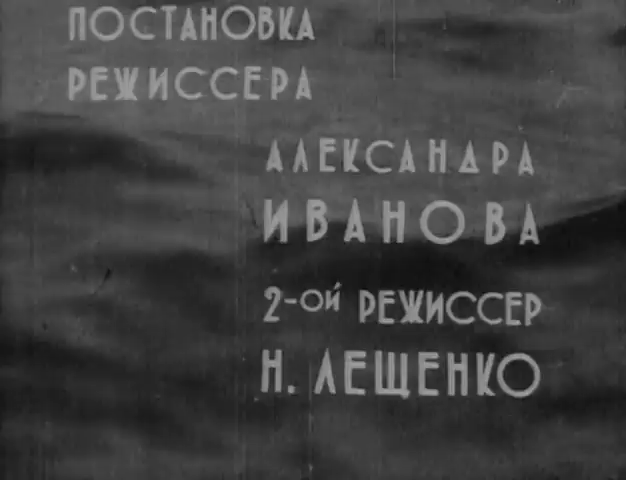 ПОСТАНОВКА
РЕЖИССЕРА
АЛЕКСАНДРА
ИВАНОВА
2-ой РЕЖИССЕР
Н. ЛЕЩЕНКО